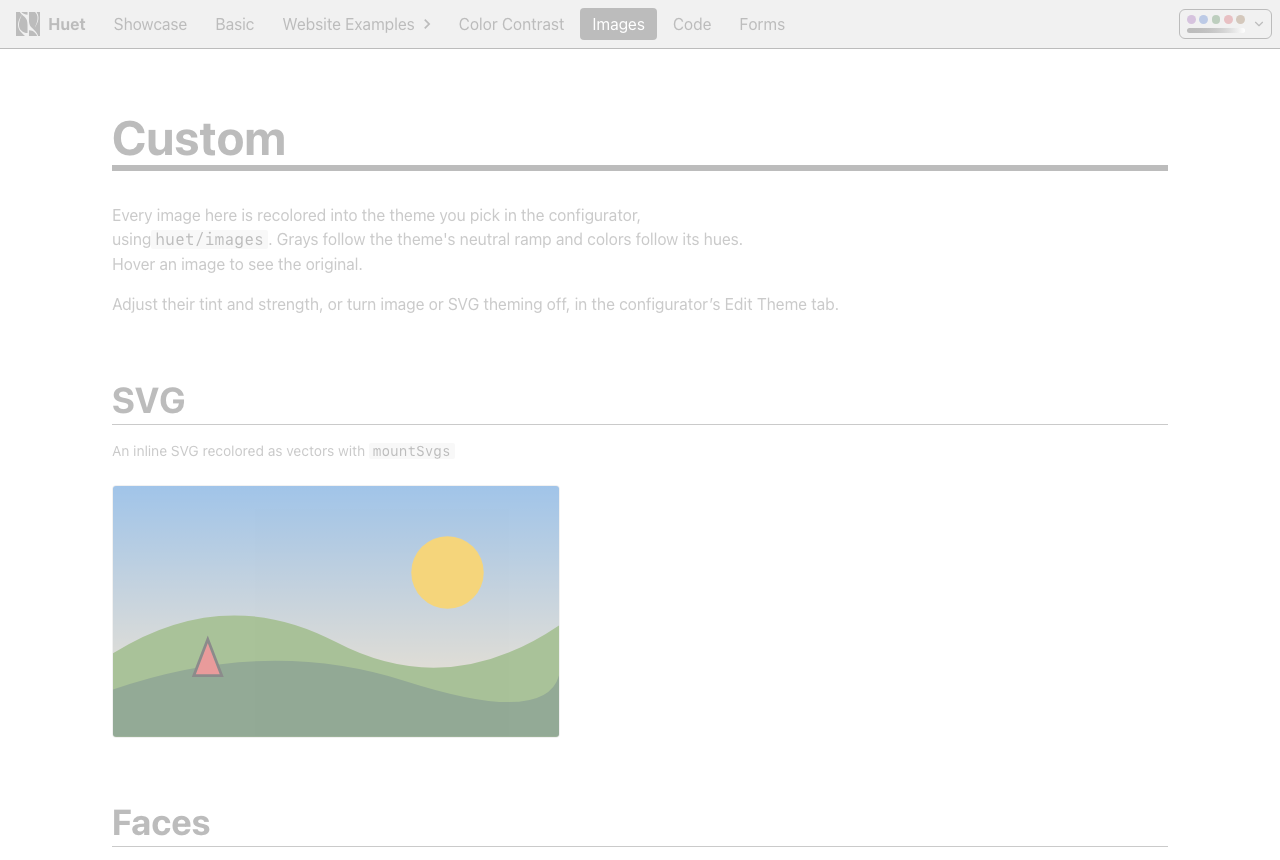 Huet Showcase Basic Website Examples Color Contrast Images Code Forms
Custom
Every image here is recolored into the theme you pick in the configurator,
using huet/images . Grays follow the theme's neutral ramp and colors follow its hues.
Hover an image to see the original.
Adjust their tint and strength, or turn image or SVG theming off, in the configurator’s Edit Theme tab.
SVG
An inline SVG recolored as vectors with mountSvgs
Faces